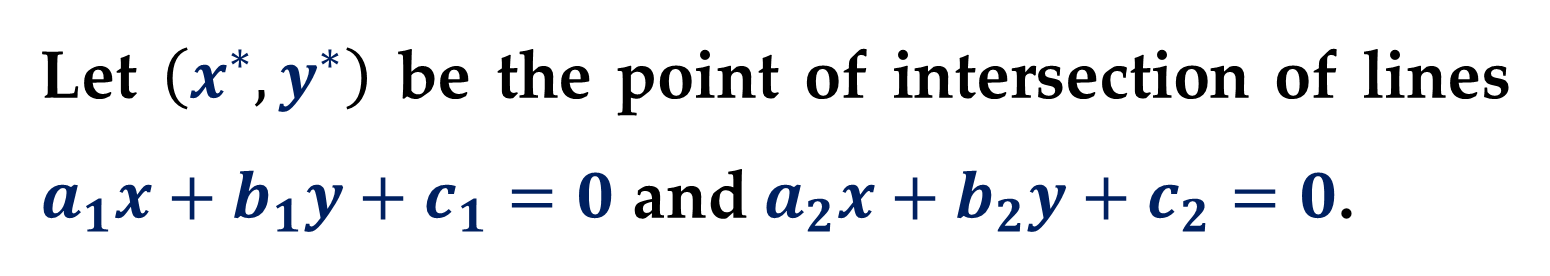 Let (x*, y*) be the point of intersection of lines
a₁x + b₁y + c₁ = 0 and a₂x + b₂y + c₂ = 0.